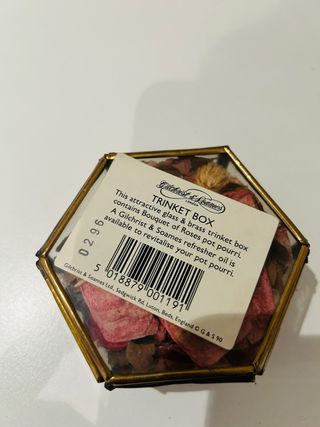 Gilchrist & Soames
LONDON
TRINKET BOX
This attractive glass & brass trinket box
contains Bouquet of Roses pot pourri.
A Gilchrist & Soames refresher oil is
available to revitalise your pot pourri.
0296
5 018879 001191
Gilchrist & Soames Ltd, Sedgwick Rd, Luton, Beds, England © G & S 90